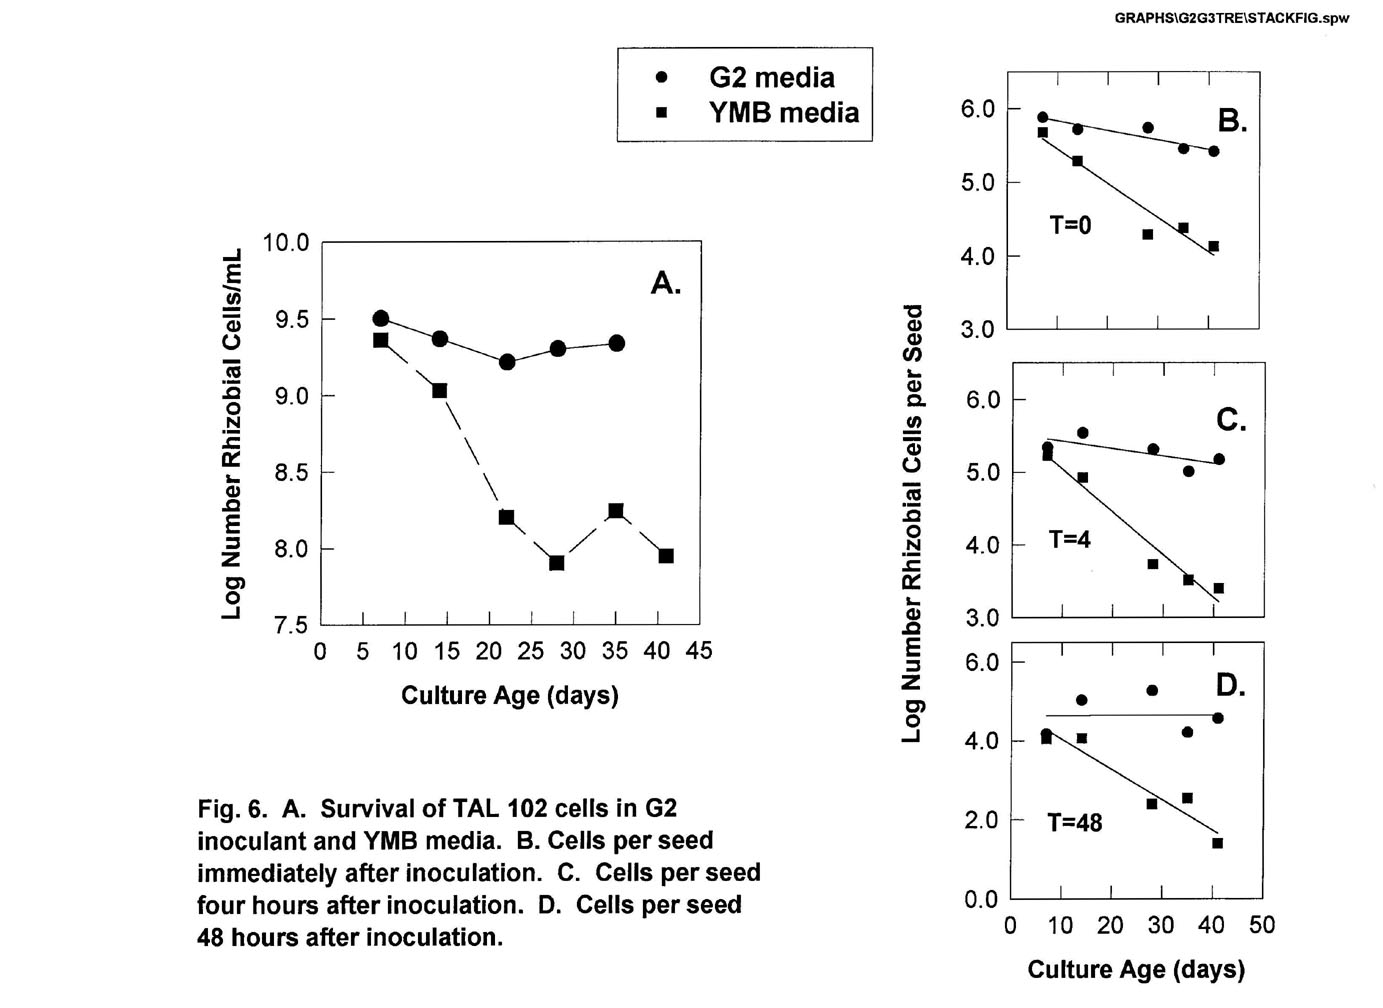 GRAPHS\G2G3TRE\STACKFIG.spw
G2 media
YMB media
Log Number Rhizobial Cells/mL
10.0
9.5
9.0
8.5
8.0
7.5
A.
0 5 10 15 20 25 30 35 40 45
Culture Age (days)
Log Number Rhizobial Cells per Seed
6.0
5.0
4.0
3.0
B.
T=0
6.0
5.0
4.0
3.0
C.
T=4
6.0
4.0
2.0
0.0
D.
T=48
0 10 20 30 40 50
Culture Age (days)
Fig. 6. A. Survival of TAL 102 cells in G2
inoculant and YMB media. B. Cells per seed
immediately after inoculation. C. Cells per seed
four hours after inoculation. D. Cells per seed
48 hours after inoculation.